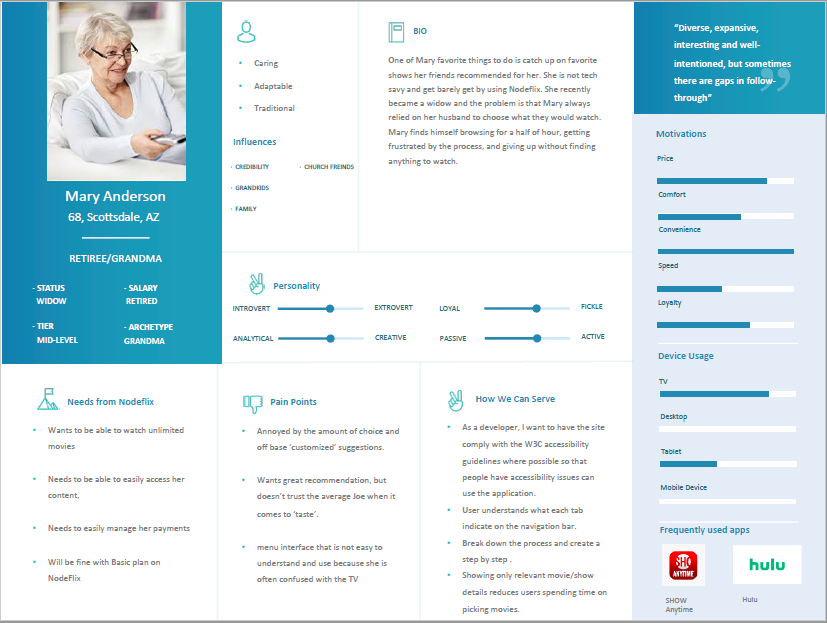 Mary Anderson
68, Scottsdale, AZ
RETIREE/GRANDMA
- STATUS
WIDOW
- SALARY
RETIRED
- TIER
MID-LEVEL
- ARCHETYPE
GRANDMA
• Caring
• Adaptable
• Traditional
Influences
· CREDIBILITY
· CHURCH FREINDS
· GRANDKIDS
· FAMILY
BIO
One of Mary favorite things to do is catch up on favorite
shows her friends recommended for her. She is not tech
savy and get barely get by using Nodeflix. She recently
became a widow and the problem is that Mary always
relied on her husband to choose what they would watch.
Mary finds himself browsing for a half of hour, getting
frustrated by the process, and giving up without finding
anything to watch.
“Diverse, expansive,
interesting and well-
intentioned, but sometimes
there are gaps in follow-
through”
”
Personality
INTROVERT
EXTROVERT
LOYAL
FICKLE
ANALYTICAL
CREATIVE
PASSIVE
ACTIVE
Motivations
Price
Comfort
Convenience
Speed
Loyalty
Device Usage
TV
Desktop
Tablet
Mobile Device
Frequently used apps
SHO
ANYTIME
hulu
SHOW
Anytime
Hulu
Needs from Nodeflix
• Wants to be able to watch unlimited
movies
• Needs to be able to easily access her
content,
• Needs to easily manage her payments
• Will be fine with Basic plan on
NodeFlix
Pain Points
• Annoyed by the amount of choice and
off base ‘customized’ suggestions.
• Wants great recommendation, but
doesn’t trust the average Joe when it
comes to ‘taste’.
• menu interface that is not easy to
understand and use because she is
often confused with the TV
How We Can Serve
• As a developer, I want to have the site
comply with the W3C accessibility
guidelines where possible so that
people have accessibility issues can
use the application.
• User understands what each tab
indicate on the navigation bar.
• Break down the process and create a
step by step .
• Showing only relevant movie/show
details reduces users spending time on
picking movies.